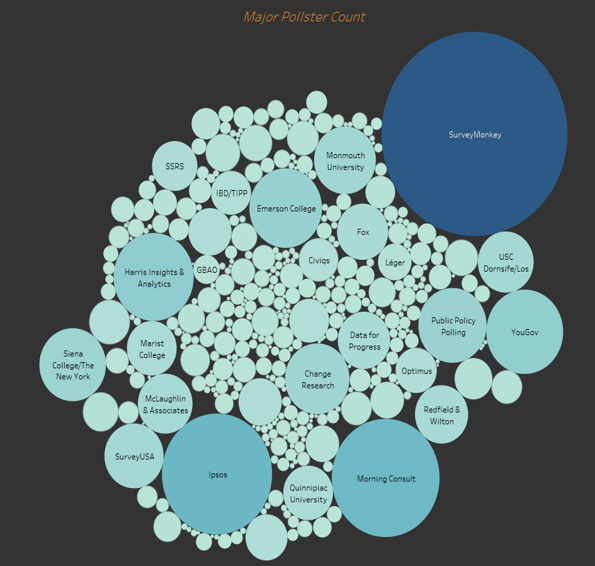 Major Pollster Count
SurveyMonkey
Monmouth
University
SSRS
IBD/TIPP
Emerson College
Fox
Civiqs
Léger
USC
Dornsife/Los
GBAO
Harris Insights &
Analytics
Public Policy
Polling
YouGov
Data for
Progress
Marist
College
Siena
College/The
New York
Change
Research
Optimus
McLaughlin
& Associates
Redfield &
Wilton
SurveyUSA
Ipsos
Morning Consult
Quinnipiac
University